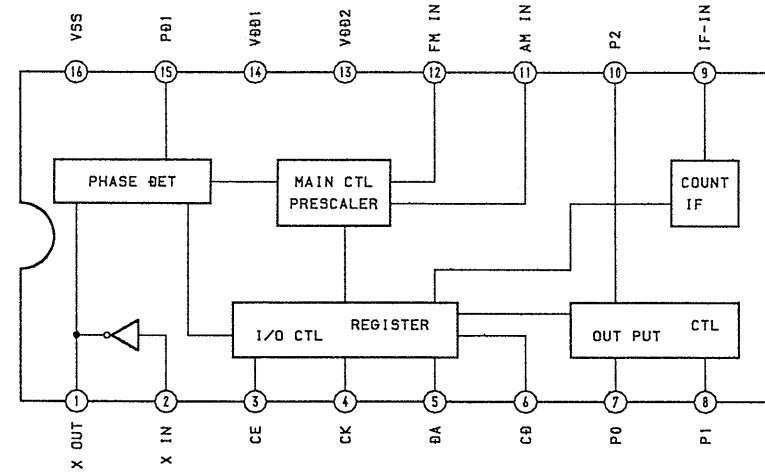 VSS
PD1
VDD1
VDD2
FM IN
AM IN
P2
IF-IN
16
15
14
13
12
11
10
9
PHASE DET
MAIN CTL
PRESCALER
COUNT
IF
I/O CTL
REGISTER
OUT PUT
CTL
1
2
3
4
5
6
7
8
X OUT
X IN
CE
CK
DA
CD
P0
P1